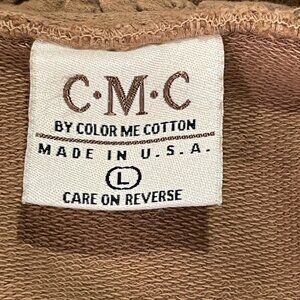 C·M·C
BY COLOR ME COTTON
MADE IN U.S.A.
L
CARE ON REVERSE